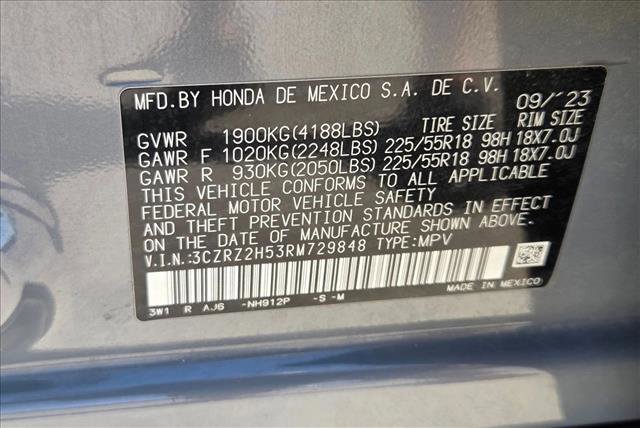 MFD.BY HONDA DE MEXICO S.A. DE C.V. 09/'23
GVWR 1900KG(4188LBS) TIRE SIZE RIM SIZE
GAWR F 1020KG(2248LBS) 225/55R18 98H 18X7.0J
GAWR R 930KG(2050LBS) 225/55R18 98H 18X7.0J
THIS VEHICLE CONFORMS TO ALL APPLICABLE
FEDERAL MOTOR VEHICLE SAFETY
AND THEFT PREVENTION STANDARDS IN EFFECT
ON THE DATE OF MANUFACTURE SHOWN ABOVE.
V.I.N.:3CZRZ2H53RM729848 TYPE:MPV
3W1 R AJ6 -NH912P -S -M MADE IN MEXICO